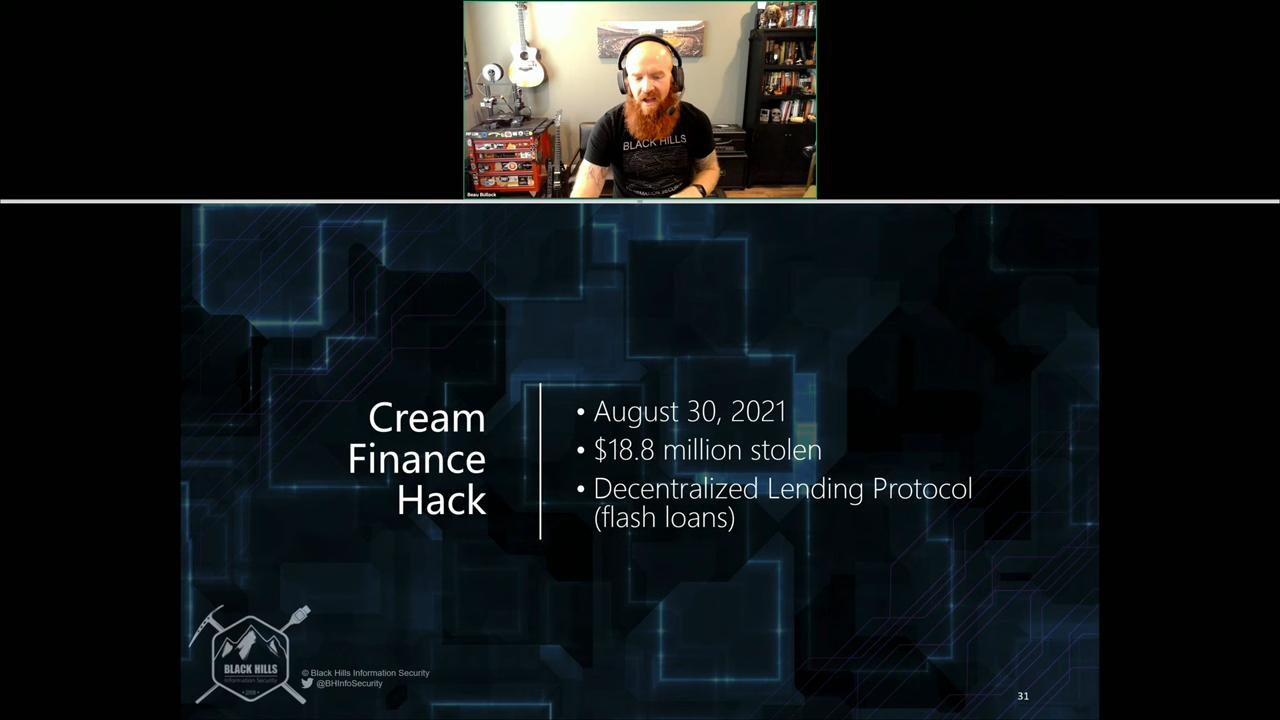 BLACK HILLS
Beau Bullock
Cream
Finance
Hack
• August 30, 2021
• $18.8 million stolen
• Decentralized Lending Protocol
(flash loans)
BLACK HILLS
Information Security
• 2008 •
© Black Hills Information Security
@BHInfoSecurity
31